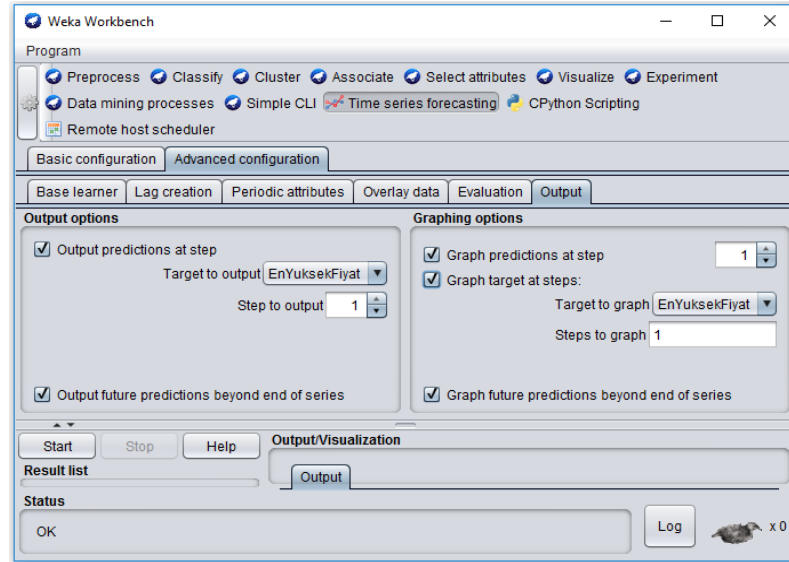 Weka Workbench
Program
Preprocess Classify Cluster Associate Select attributes Visualize Experiment
Data mining processes Simple CLI Time series forecasting CPython Scripting
Remote host scheduler
Basic configuration Advanced configuration
Base learner Lag creation Periodic attributes Overlay data Evaluation Output
Output options
Output predictions at step
Target to output EnYuksekFiyat
Step to output 1
Output future predictions beyond end of series
Graphing options
Graph predictions at step 1
Graph target at steps:
Target to graph EnYuksekFiyat
Steps to graph 1
Graph future predictions beyond end of series
Start Stop Help
Result list
Output/Visualization
Output
Status
OK
Log x 0